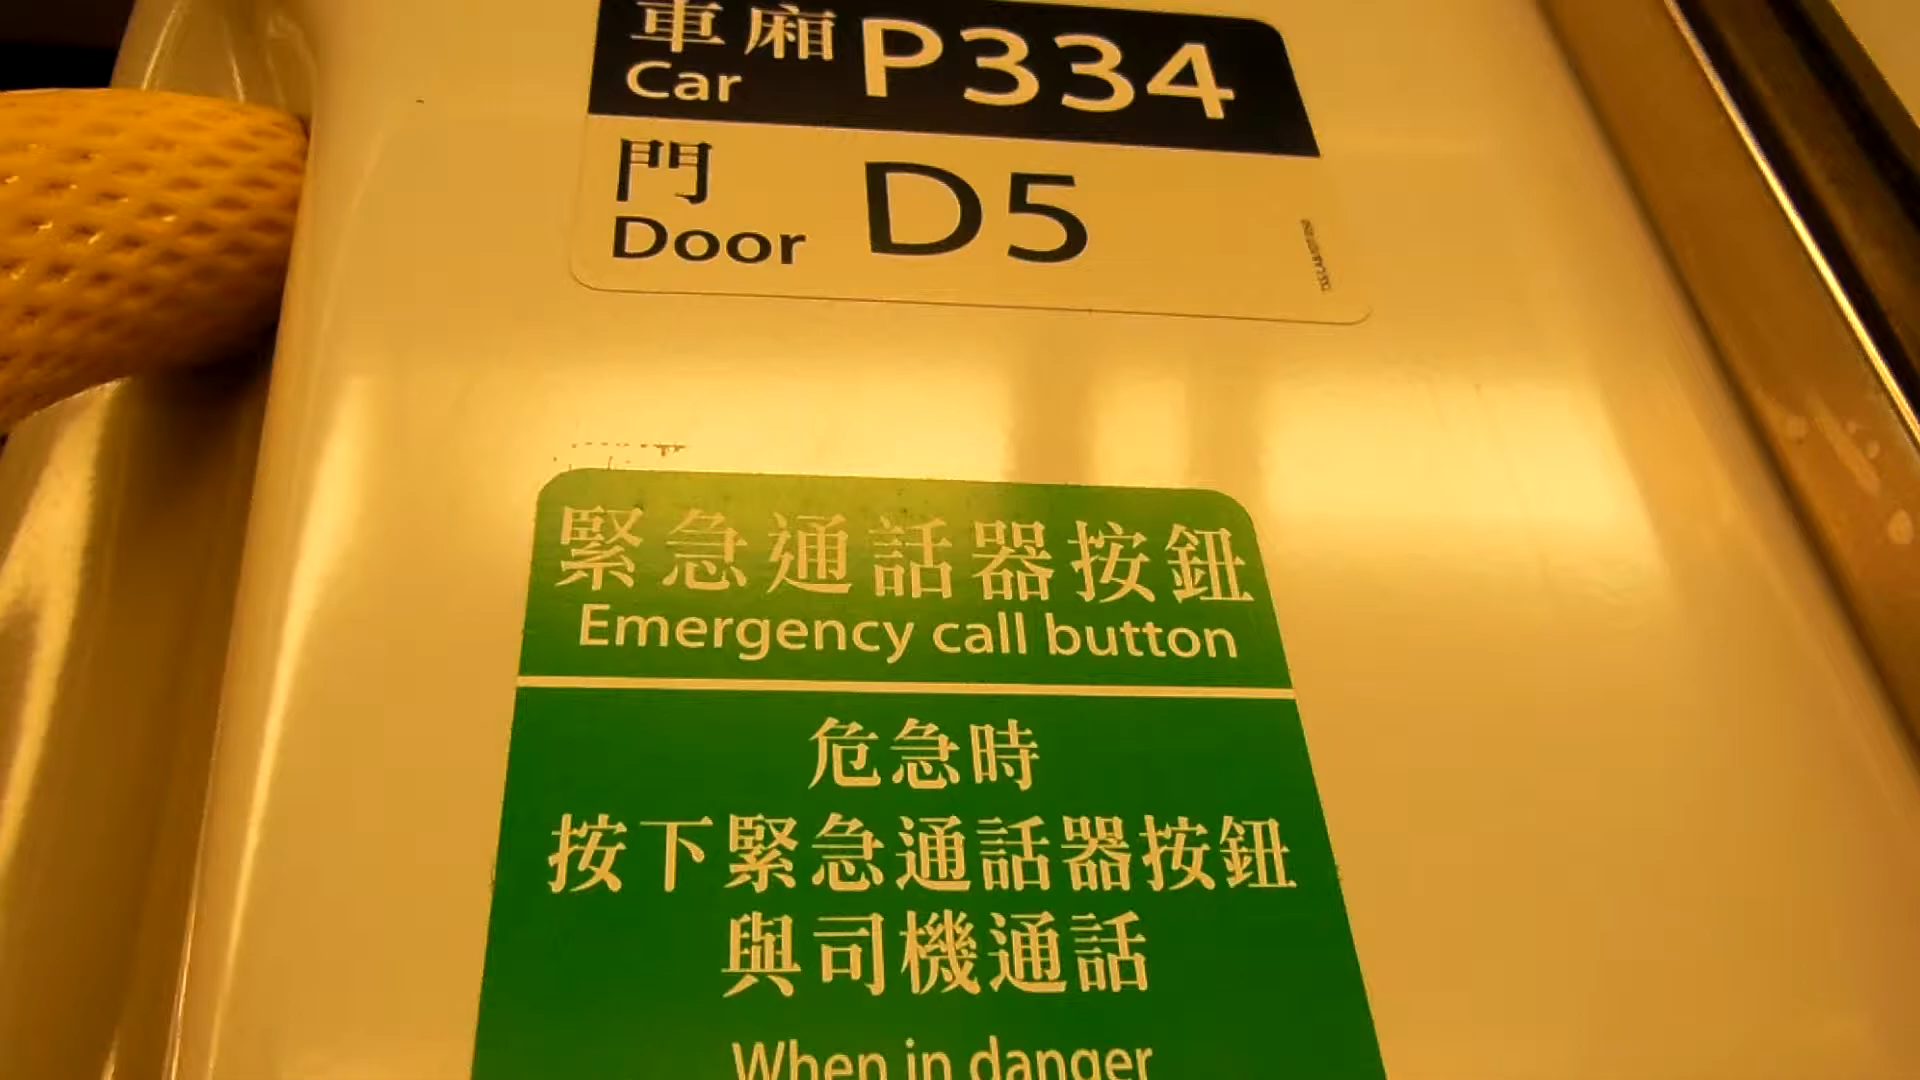 車廂 P334
Car
門 D5
Door
緊急通話器按鈕
Emergency call button
危急時
按下緊急通話器按鈕
與司機通話
When in danger